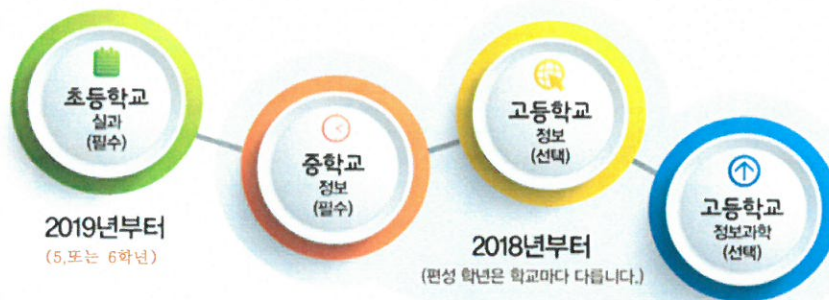 초등학교
실과
(필수)
2019년부터
(5,또는 6학년)
중학교
정보
(필수)
고등학교
정보
(선택)
2018년부터
(편성 학년은 학교마다 다릅니다.)
고등학교
정보과학
(선택)